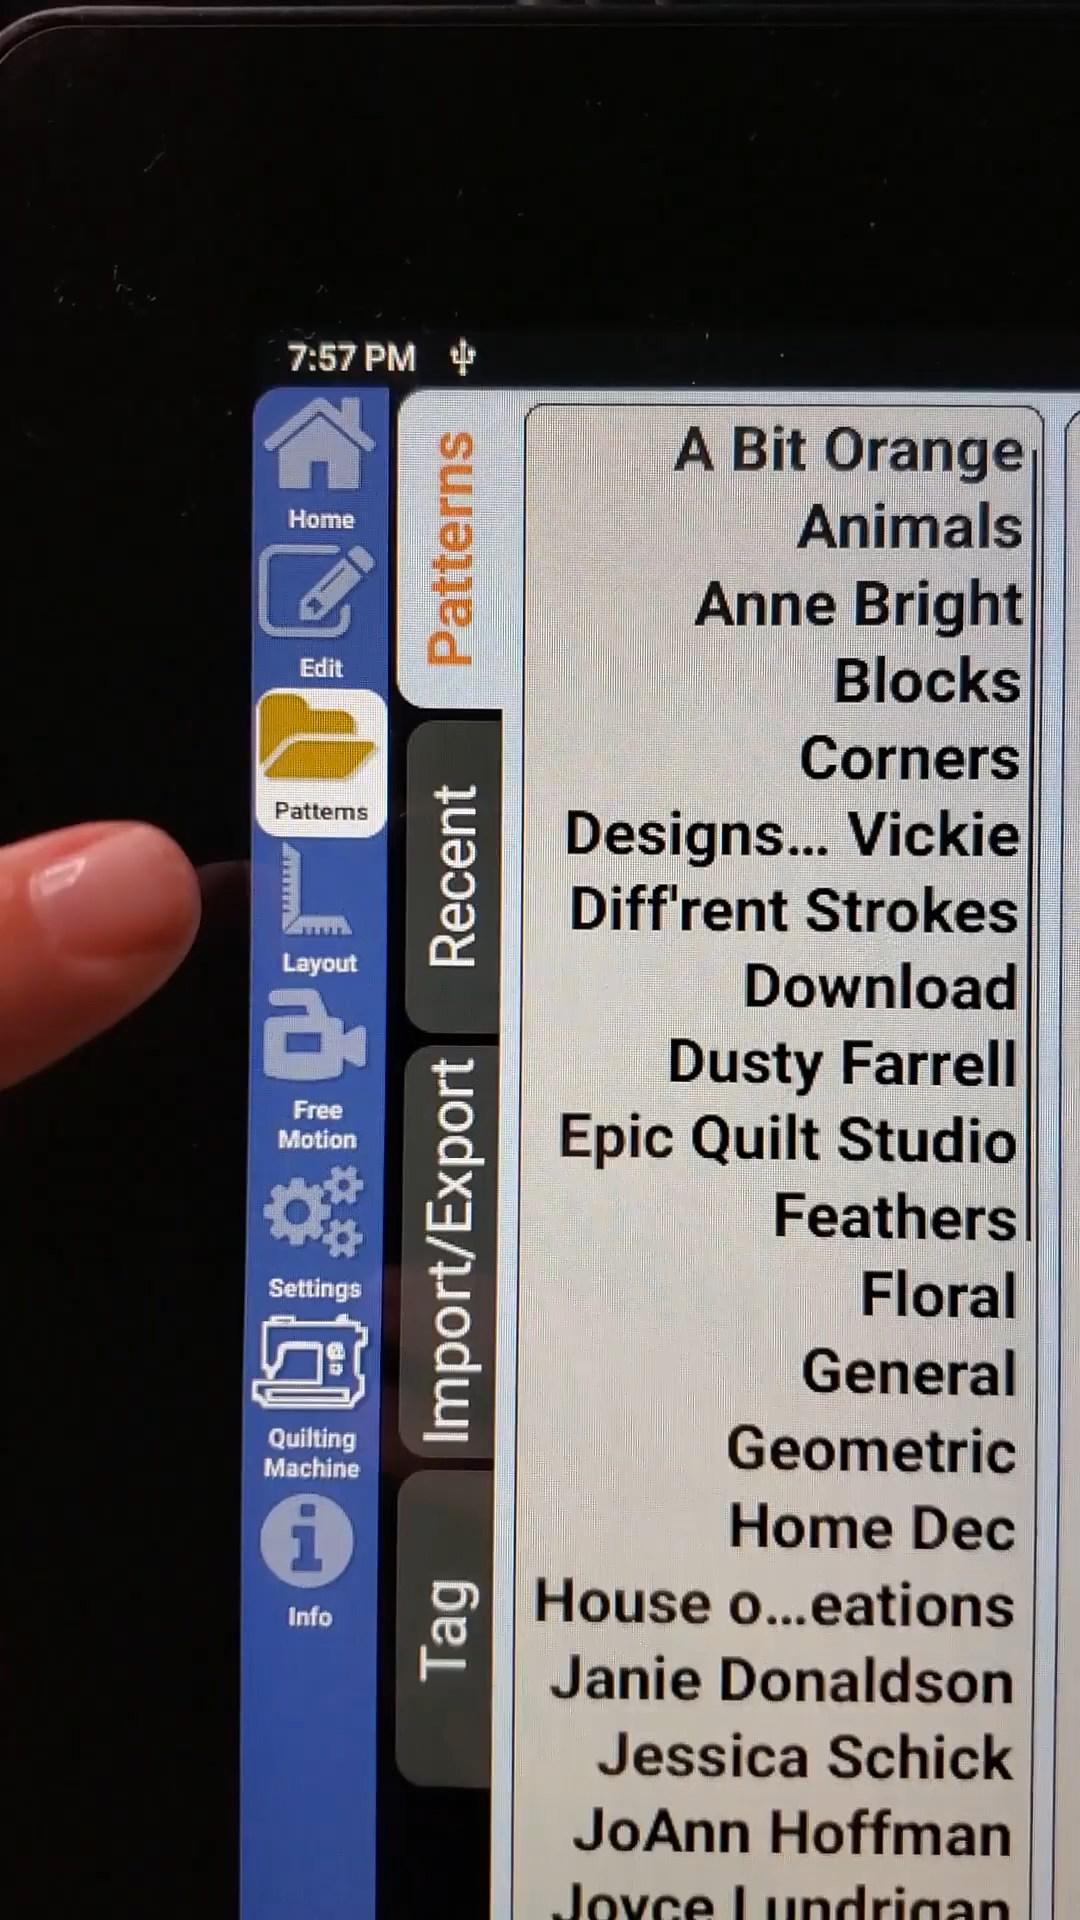 7:57 PM
Home
Edit
Patterns
Layout
Free
Motion
Settings
Quilting
Machine
Info
Patterns
Recent
Import/Export
Tag
A Bit Orange
Animals
Anne Bright
Blocks
Corners
Designs... Vickie
Diff'rent Strokes
Download
Dusty Farrell
Epic Quilt Studio
Feathers
Floral
General
Geometric
Home Dec
House o...eations
Janie Donaldson
Jessica Schick
JoAnn Hoffman
Joyce Lundrigan